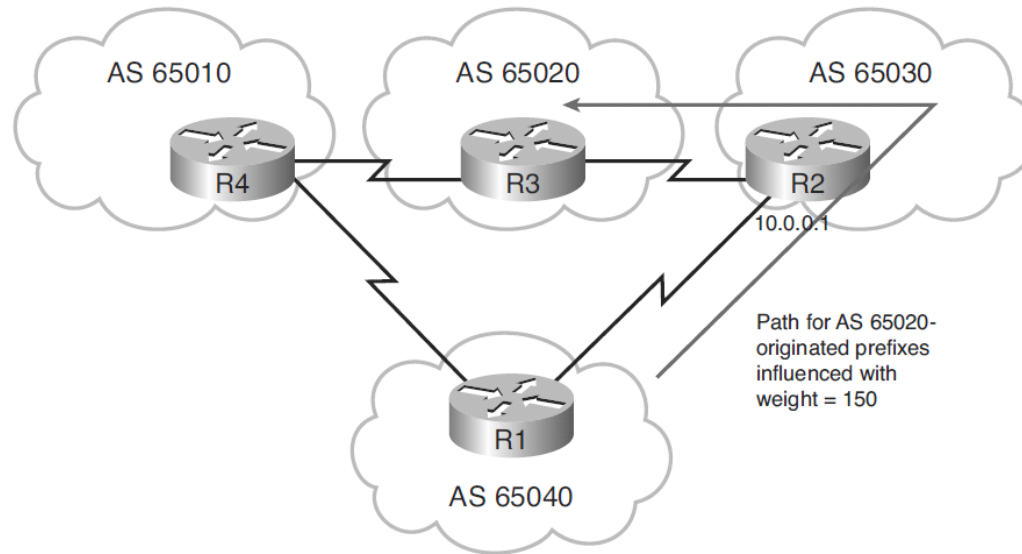 AS 65010
AS 65020
AS 65030
R4
R3
R2
10.0.0.1
Path for AS 65020-
originated prefixes
influenced with
weight = 150
R1
AS 65040